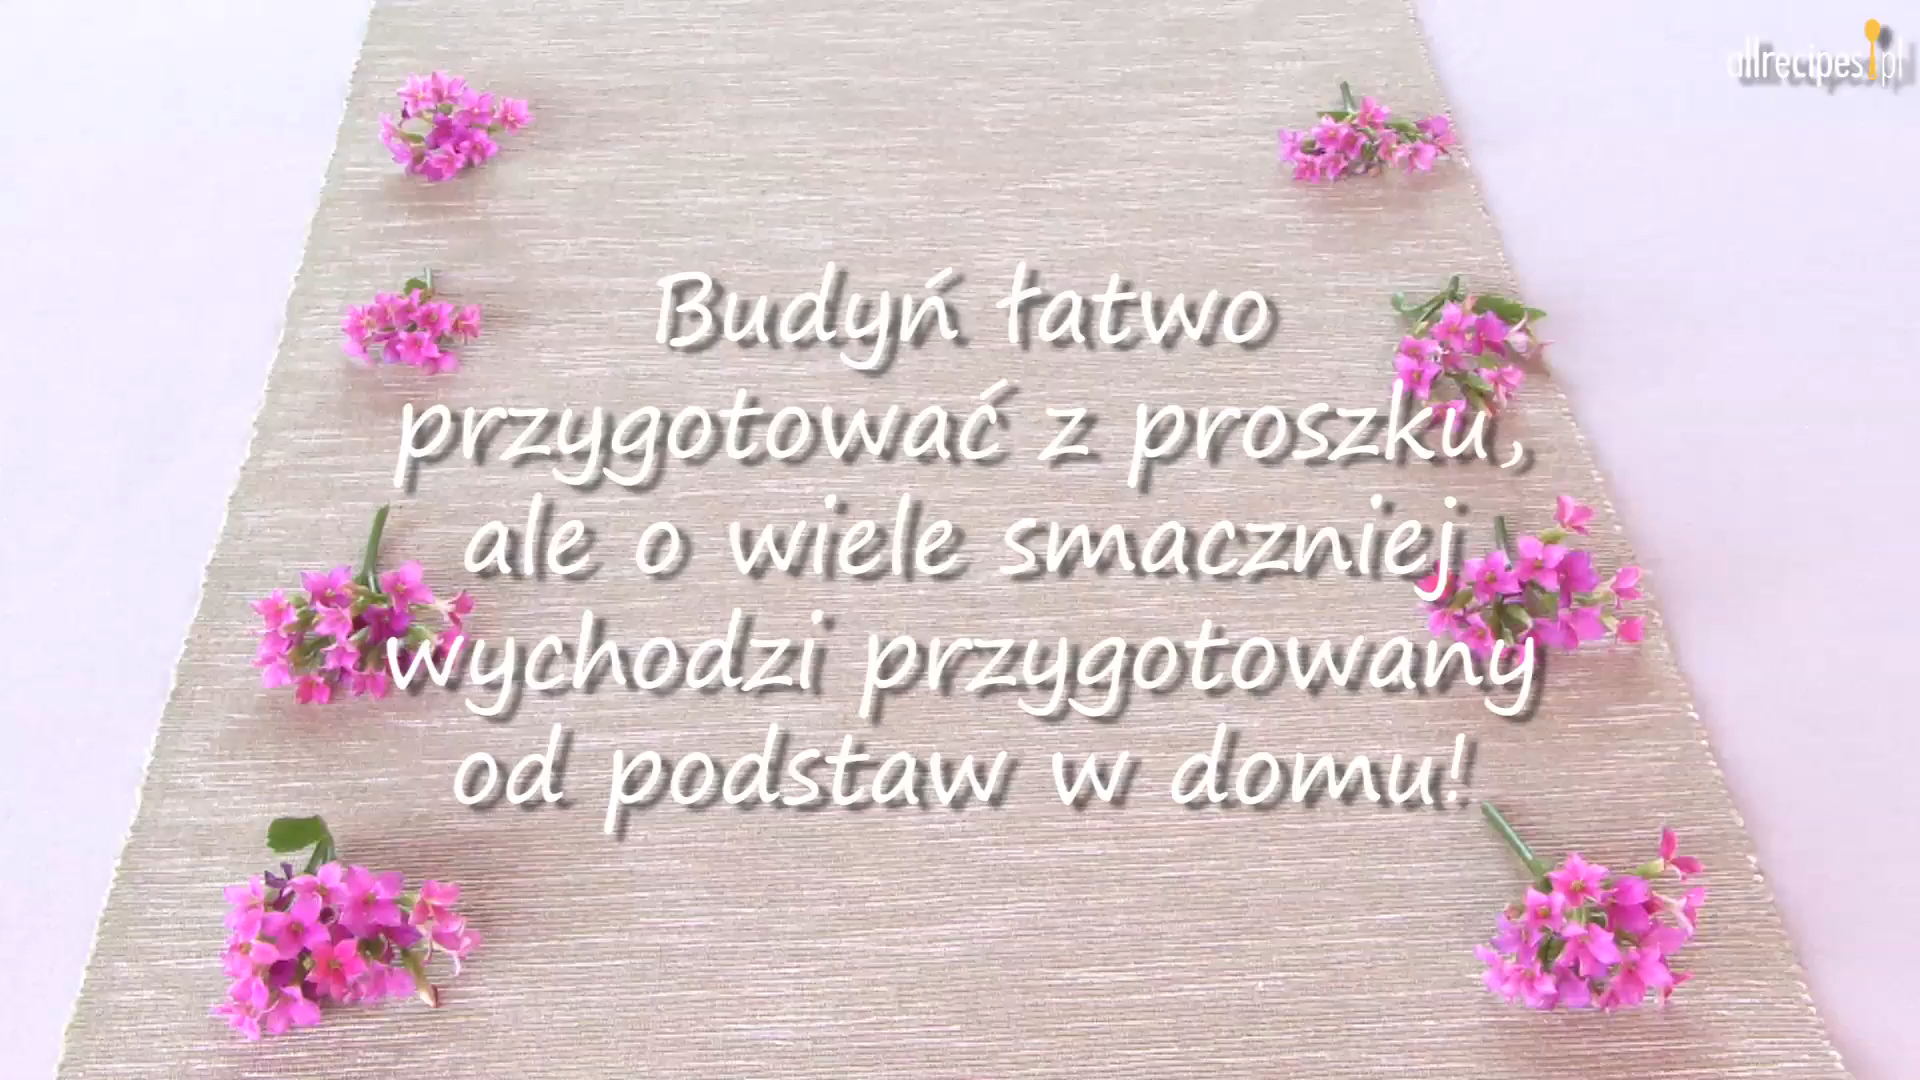 allrecipes.pl
Budyń łatwo
przygotować z proszku,
ale o wiele smaczniej
wychodzi przygotowany
od podstaw w domu!